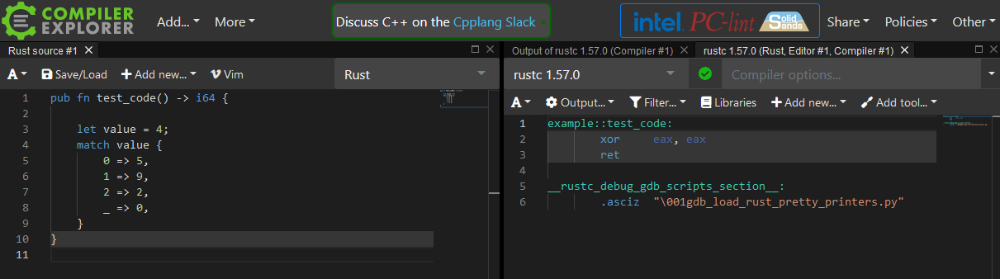 COMPILER EXPLORER Add... More Discuss C++ on the Cpplang Slack × intel PC-lint Solid Sands Share Policies Other
Rust source #1 ×
A Save/Load + Add new... Vim Rust
1 pub fn test_code() -> i64 {
2
3 let value = 4;
4 match value {
5 0 => 5,
6 1 => 9,
7 2 => 2,
8 _ => 0,
9 }
10 }
11
Output of rustc 1.57.0 (Compiler #1) × rustc 1.57.0 (Rust, Editor #1, Compiler #1) ×
rustc 1.57.0 Compiler options...
A Output... Filter... Libraries + Add new... Add tool...
1 example::test_code:
2 xor eax, eax
3 ret
4
5 __rustc_debug_gdb_scripts_section__:
6 .asciz "\001gdb_load_rust_pretty_printers.py"